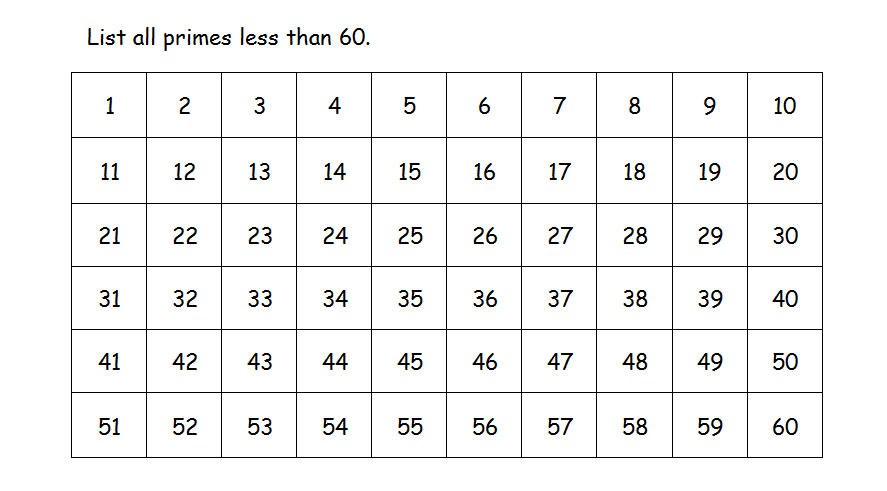 List all primes less than 60.
1 2 3 4 5 6 7 8 9 10
11 12 13 14 15 16 17 18 19 20
21 22 23 24 25 26 27 28 29 30
31 32 33 34 35 36 37 38 39 40
41 42 43 44 45 46 47 48 49 50
51 52 53 54 55 56 57 58 59 60